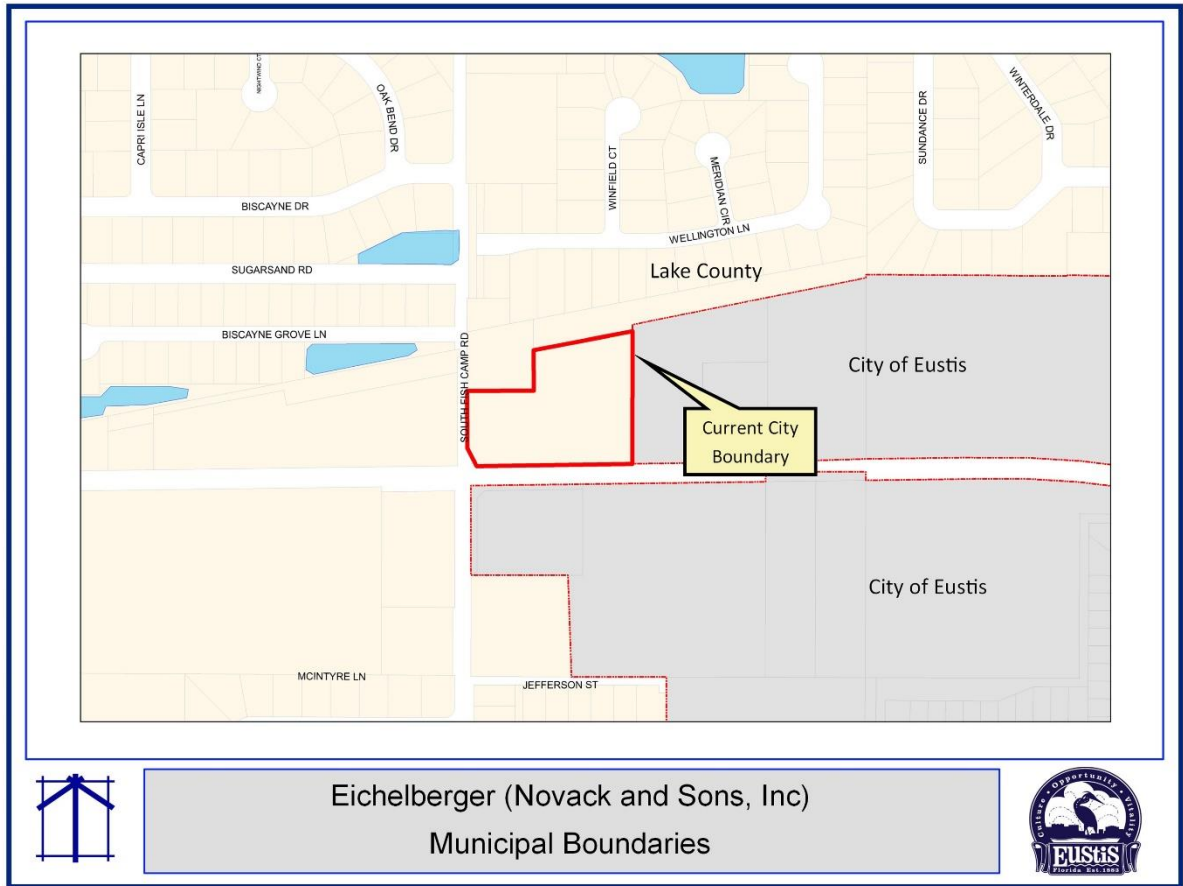 NIGHTWIND CT
CAPRI ISLE LN
OAK BEND DR
WINFIELD CT
MERIDIAN CIR
SUNDANCE DR
WINTERDALE DR
BISCAYNE DR
WELLINGTON LN
SUGARSAND RD
Lake County
BISCAYNE GROVE LN
SOUTH FISH CAMP RD
City of Eustis
Current City
Boundary
City of Eustis
MCINTYRE LN
JEFFERSON ST
Eichelberger (Novack and Sons, Inc)
Municipal Boundaries
Culture • Opportunity • Vitality
EUSTIS
Florida Est.1883